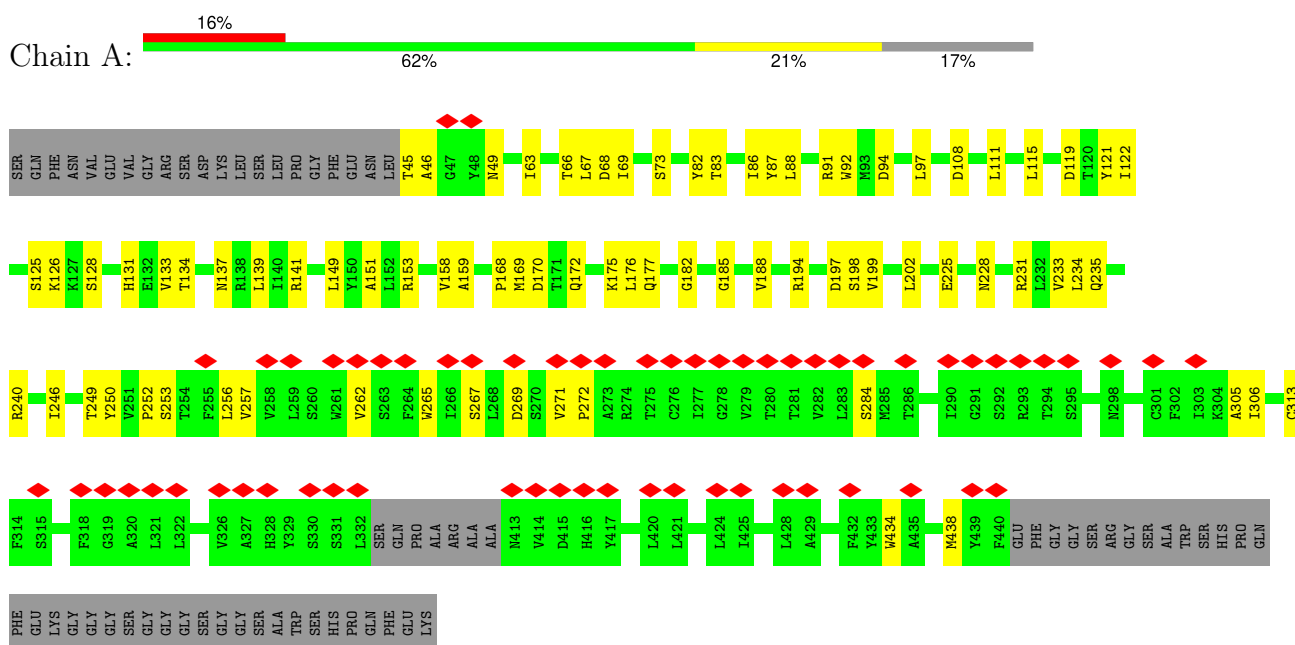 16%
Chain A:
62% 21% 17%
SER GLN PHE ASN VAL GLU VAL GLY ARG SER ASP LYS LEU SER LEU PRO GLY PHE GLU ASN LEU T45 A46 G47 Y48 N49 I63 T66 L67 D68 I69 S73 Y82 T83 I86 Y87 L88 R91 W92 M93 D94 L97 D108 L111 L115 D119 T120 Y121 I122
S125 K126 K127 S128 H131 E132 V133 T134 N137 R138 L139 I140 R141 L149 Y150 A151 L152 R153 V158 A159 P168 M169 D170 T171 Q172 K175 L176 Q177 G182 G185 V188 R194 D197 S198 V199 L202 E225 N228 R231 L232 V233 L234 Q235
R240 I246 T249 Y250 V251 P252 S253 T254 F255 L256 V257 V258 L259 S260 W261 V262 S263 F264 W265 I266 S267 L268 D269 S270 V271 P272 A273 R274 T275 C276 I277 G278 V279 T280 T281 V282 L283 S284 M285 T286 I290 G291 S292 R293 T294 S295 N298 C301 F302 I303 K304 A305 I306 C313
F314 S315 F318 G319 A320 L321 L322 V326 A327 H328 Y329 S330 S331 L332 SER GLN PRO ALA ARG ALA ALA N413 V414 D415 H416 Y417 L420 L421 L424 I425 L428 A429 F432 Y433 W434 A435 M438 Y439 F440 GLU PHE GLY GLY SER ARG GLY SER ALA TRP SER HIS PRO GLN
PHE GLU LYS GLY GLY GLY SER GLY GLY GLY SER GLY GLY SER ALA TRP SER HIS PRO GLN PHE GLU LYS